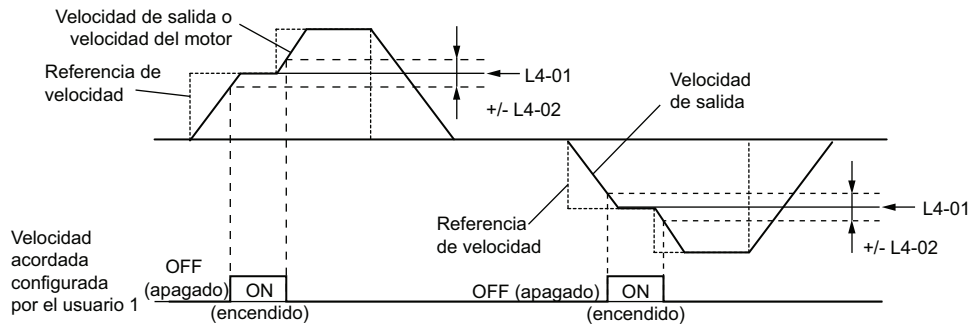 Velocidad de salida o
velocidad del motor
Referencia de
velocidad
L4-01
+/- L4-02
Velocidad
de salida
Referencia
de velocidad
L4-01
+/- L4-02
Velocidad
acordada
configurada
por el usuario 1
OFF
(apagado)
ON
(encendido)
OFF (apagado)
ON
(encendido)